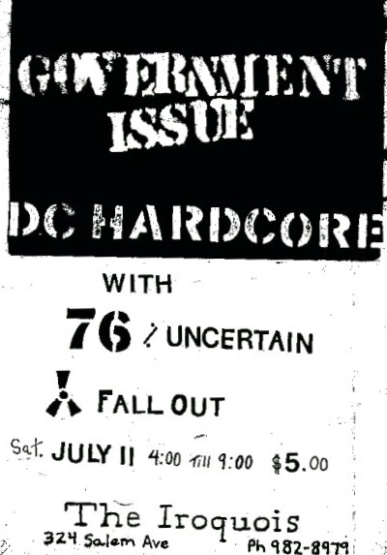 GOVERNMENT
ISSUE
DC HARDCORE
WITH
76 % UNCERTAIN
FALL OUT
Sat. JULY 11 4:00 Till 9:00 $5.00
The Iroquois
324 Salem Ave Ph 982-8979